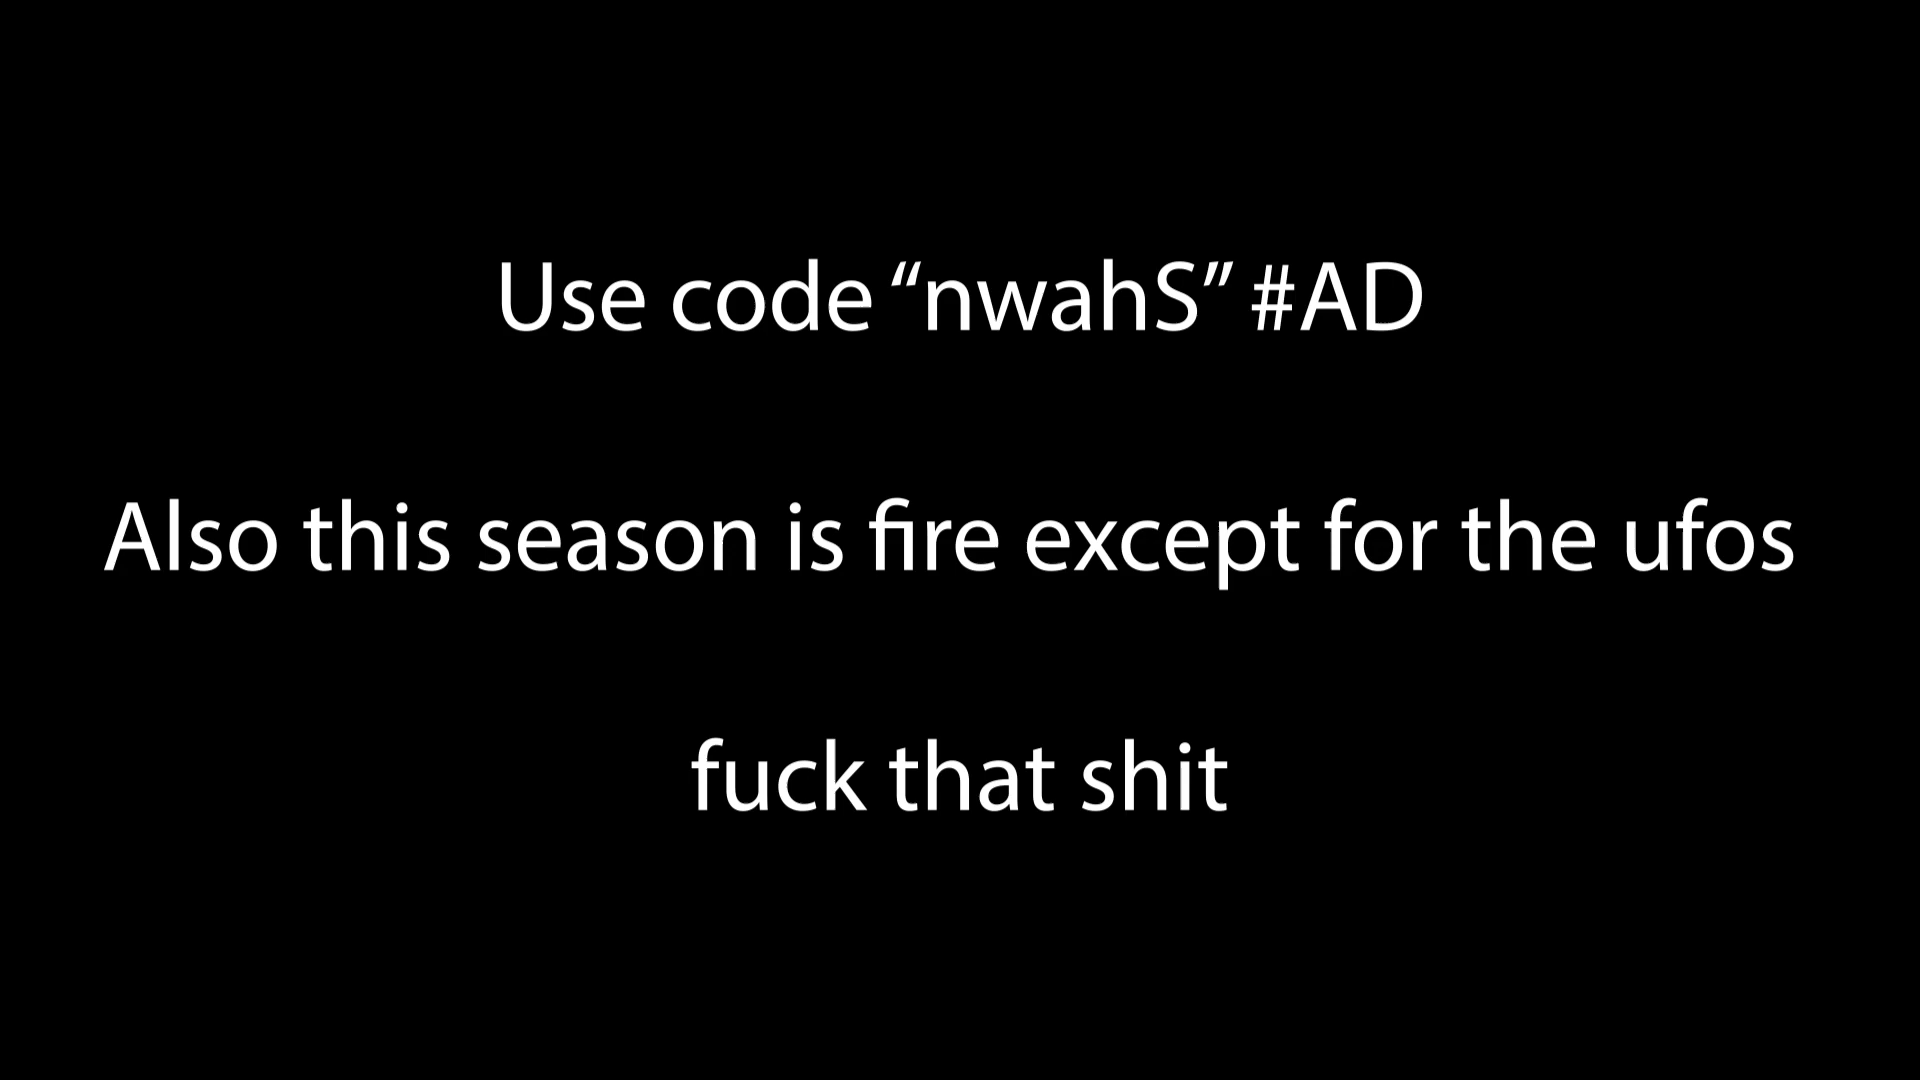 Use code “nwahS” #AD
Also this season is fire except for the ufos
fuck that shit